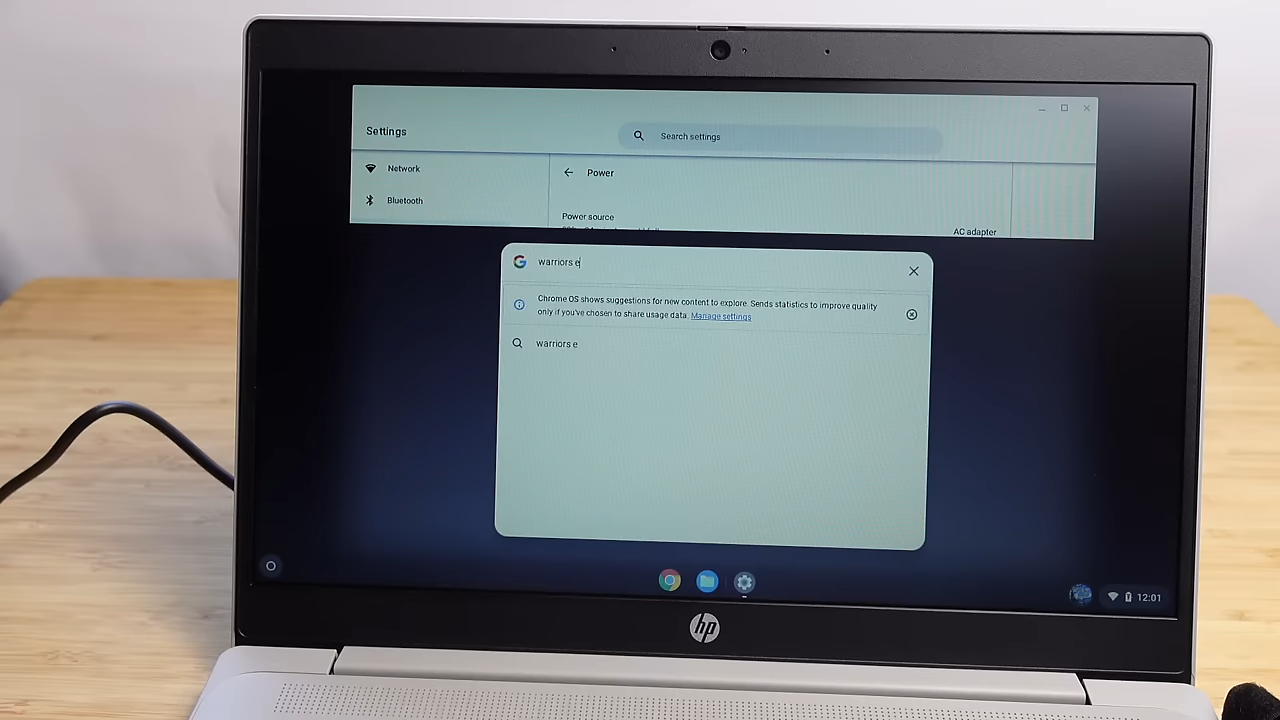 Settings
Search settings
Network
Bluetooth
Power
Power source
AC adapter
warriors e
Chrome OS shows suggestions for new content to explore. Sends statistics to improve quality
only if you've chosen to share usage data. Manage settings
warriors e
12:01
hp